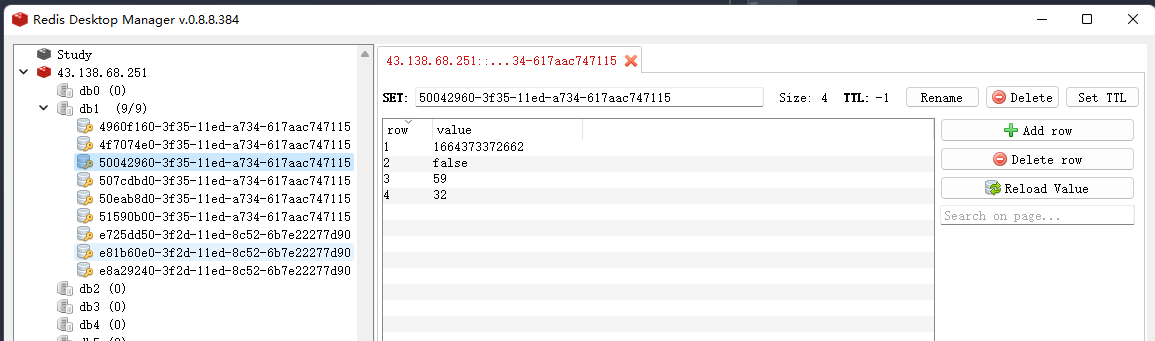 Redis Desktop Manager v.0.8.8.384
Study
43.138.68.251
db0 (0)
db1 (9/9)
4960f160-3f35-11ed-a734-617aac747115
4f7074e0-3f35-11ed-a734-617aac747115
50042960-3f35-11ed-a734-617aac747115
507cdbd0-3f35-11ed-a734-617aac747115
50eab8d0-3f35-11ed-a734-617aac747115
51590b00-3f35-11ed-a734-617aac747115
e725dd50-3f2d-11ed-8c52-6b7e22277d90
e81b60e0-3f2d-11ed-8c52-6b7e22277d90
e8a29240-3f2d-11ed-8c52-6b7e22277d90
db2 (0)
db3 (0)
db4 (0)
43.138.68.251::...34-617aac747115
SET: 50042960-3f35-11ed-a734-617aac747115 Size: 4 TTL: -1 Rename Delete Set TTL
row value
1 1664373372662
2 false
3 59
4 32
Add row
Delete row
Reload Value
Search on page...